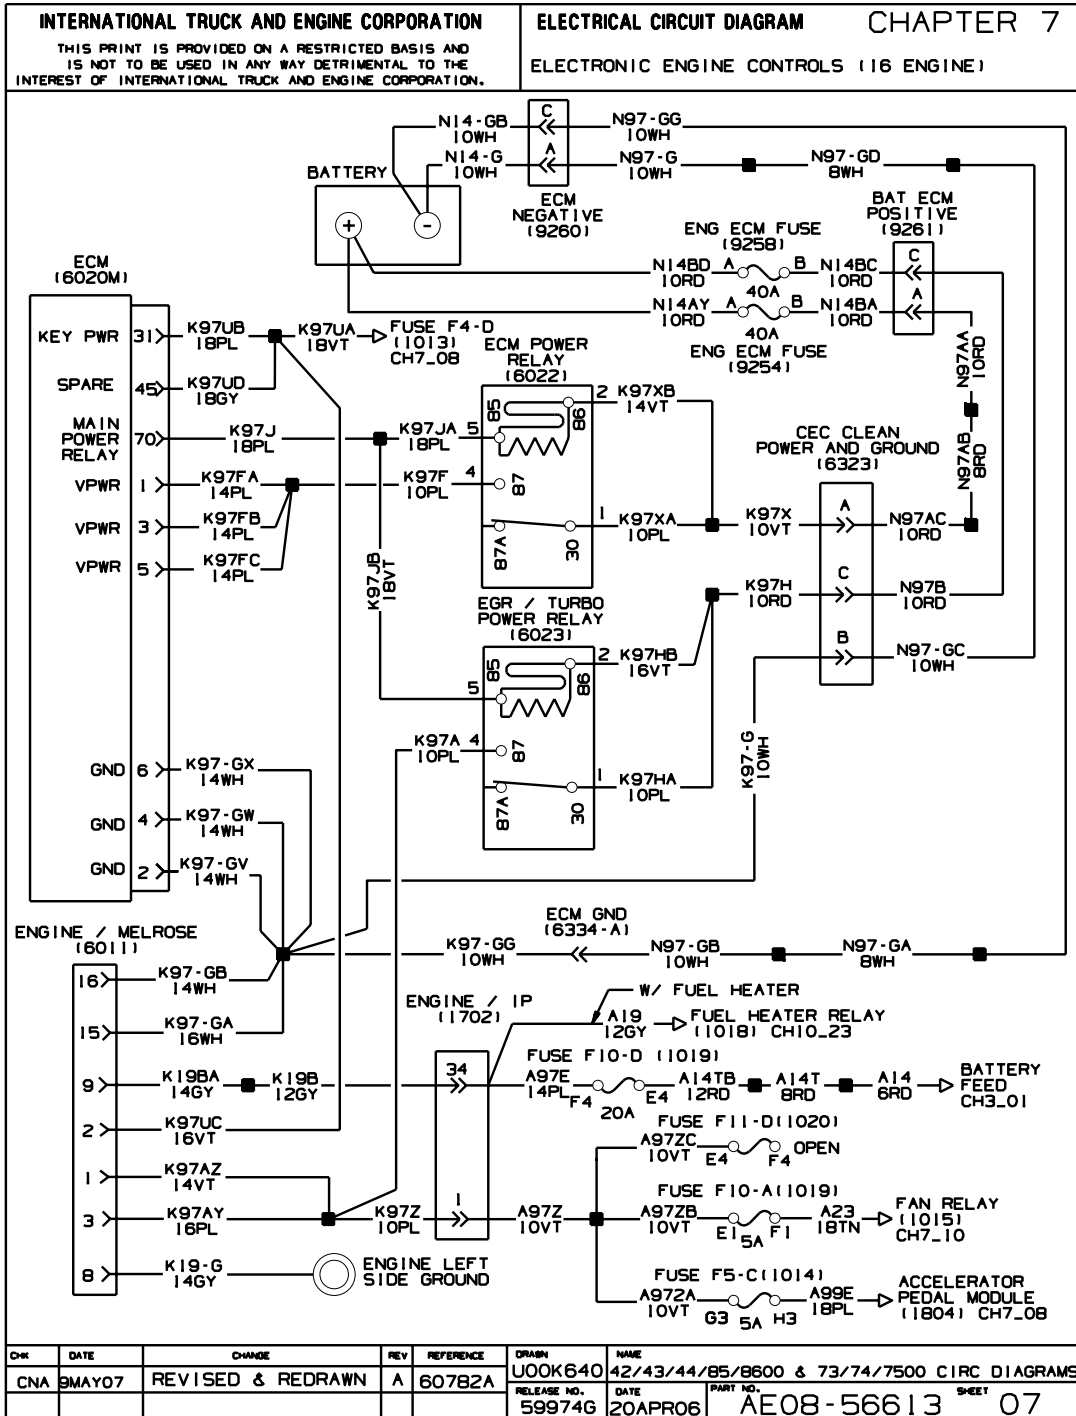 INTERNATIONAL TRUCK AND ENGINE CORPORATION
THIS PRINT IS PROVIDED ON A RESTRICTED BASIS AND
IS NOT TO BE USED IN ANY WAY DETRIMENTAL TO THE
INTEREST OF INTERNATIONAL TRUCK AND ENGINE CORPORATION.
ELECTRICAL CIRCUIT DIAGRAM
CHAPTER 7
ELECTRONIC ENGINE CONTROLS (I6 ENGINE)
N14-GB
10WH
C
N97-GG
10WH
N14-G
10WH
A
N97-G
10WH
N97-GD
8WH
BATTERY
+
-
ECM
NEGATIVE
(9260)
BAT ECM
POSITIVE
(9261)
ENG ECM FUSE
(9258)
N14BD
10RD
A
B
40A
N14BC
10RD
C
N14AY
10RD
A
B
40A
N14BA
10RD
A
ENG ECM FUSE
(9254)
N97AA
10RD
N97AB
8RD
ECM
(6020M)
KEY PWR
31
K97UB
18PL
K97UA
18VT
FUSE F4-D
(1013)
CH7_08
SPARE
45
K97UD
18GY
MAIN
POWER
RELAY
70
K97J
18PL
K97JA
18PL
5
VPWR
1
K97FA
14PL
K97F
10PL
4
VPWR
3
K97FB
14PL
VPWR
5
K97FC
14PL
K97JB
18VT
ECM POWER
RELAY
(6022)
85
86
87
87A
30
2
K97XB
14VT
1
K97XA
10PL
K97X
10VT
CEC CLEAN
POWER AND GROUND
(6323)
A
N97AC
10RD
K97H
10RD
C
N97B
10RD
B
N97-GC
10WH
EGR / TURBO
POWER RELAY
(6023)
85
86
87
87A
30
5
2
K97HB
16VT
K97A
10PL
4
1
K97HA
10PL
K97-G
10WH
GND
6
K97-GX
14WH
GND
4
K97-GW
14WH
GND
2
K97-GV
14WH
ENGINE / MELROSE
(6011)
ECM GND
(6334-A)
K97-GG
10WH
N97-GB
10WH
N97-GA
8WH
16
K97-GB
14WH
15
K97-GA
16WH
ENGINE / IP
(1702)
W/ FUEL HEATER
A19
12GY
FUEL HEATER RELAY
(1018) CH10_23
9
K19BA
14GY
K19B
12GY
34
FUSE F10-D (1019)
A97E
14PL
F4
20A
E4
A14TB
12RD
A14T
8RD
A14
6RD
BATTERY
FEED
CH3_01
2
K97UC
16VT
FUSE F11-D(1020)
A97ZC
10VT
E4
F4
OPEN
1
K97AZ
14VT
3
K97AY
16PL
K97Z
10PL
1
A97Z
10VT
FUSE F10-A(1019)
A97ZB
10VT
E1
5A
F1
A23
18TN
FAN RELAY
(1015)
CH7_10
8
K19-G
14GY
ENGINE LEFT
SIDE GROUND
FUSE F5-C(1014)
A972A
10VT
G3
5A
H3
A99E
18PL
ACCELERATOR
PEDAL MODULE
(1804) CH7_08
CHK
DATE
CHANGE
REV
REFERENCE
DRAWN
NAME
CNA
9MAY07
REVISED & REDRAWN
A
60782A
U00K640
42/43/44/85/8600 & 73/74/7500 CIRC DIAGRAMS
RELEASE NO.
59974G
DATE
20APR06
PART NO.
AE08-56613
SHEET
07